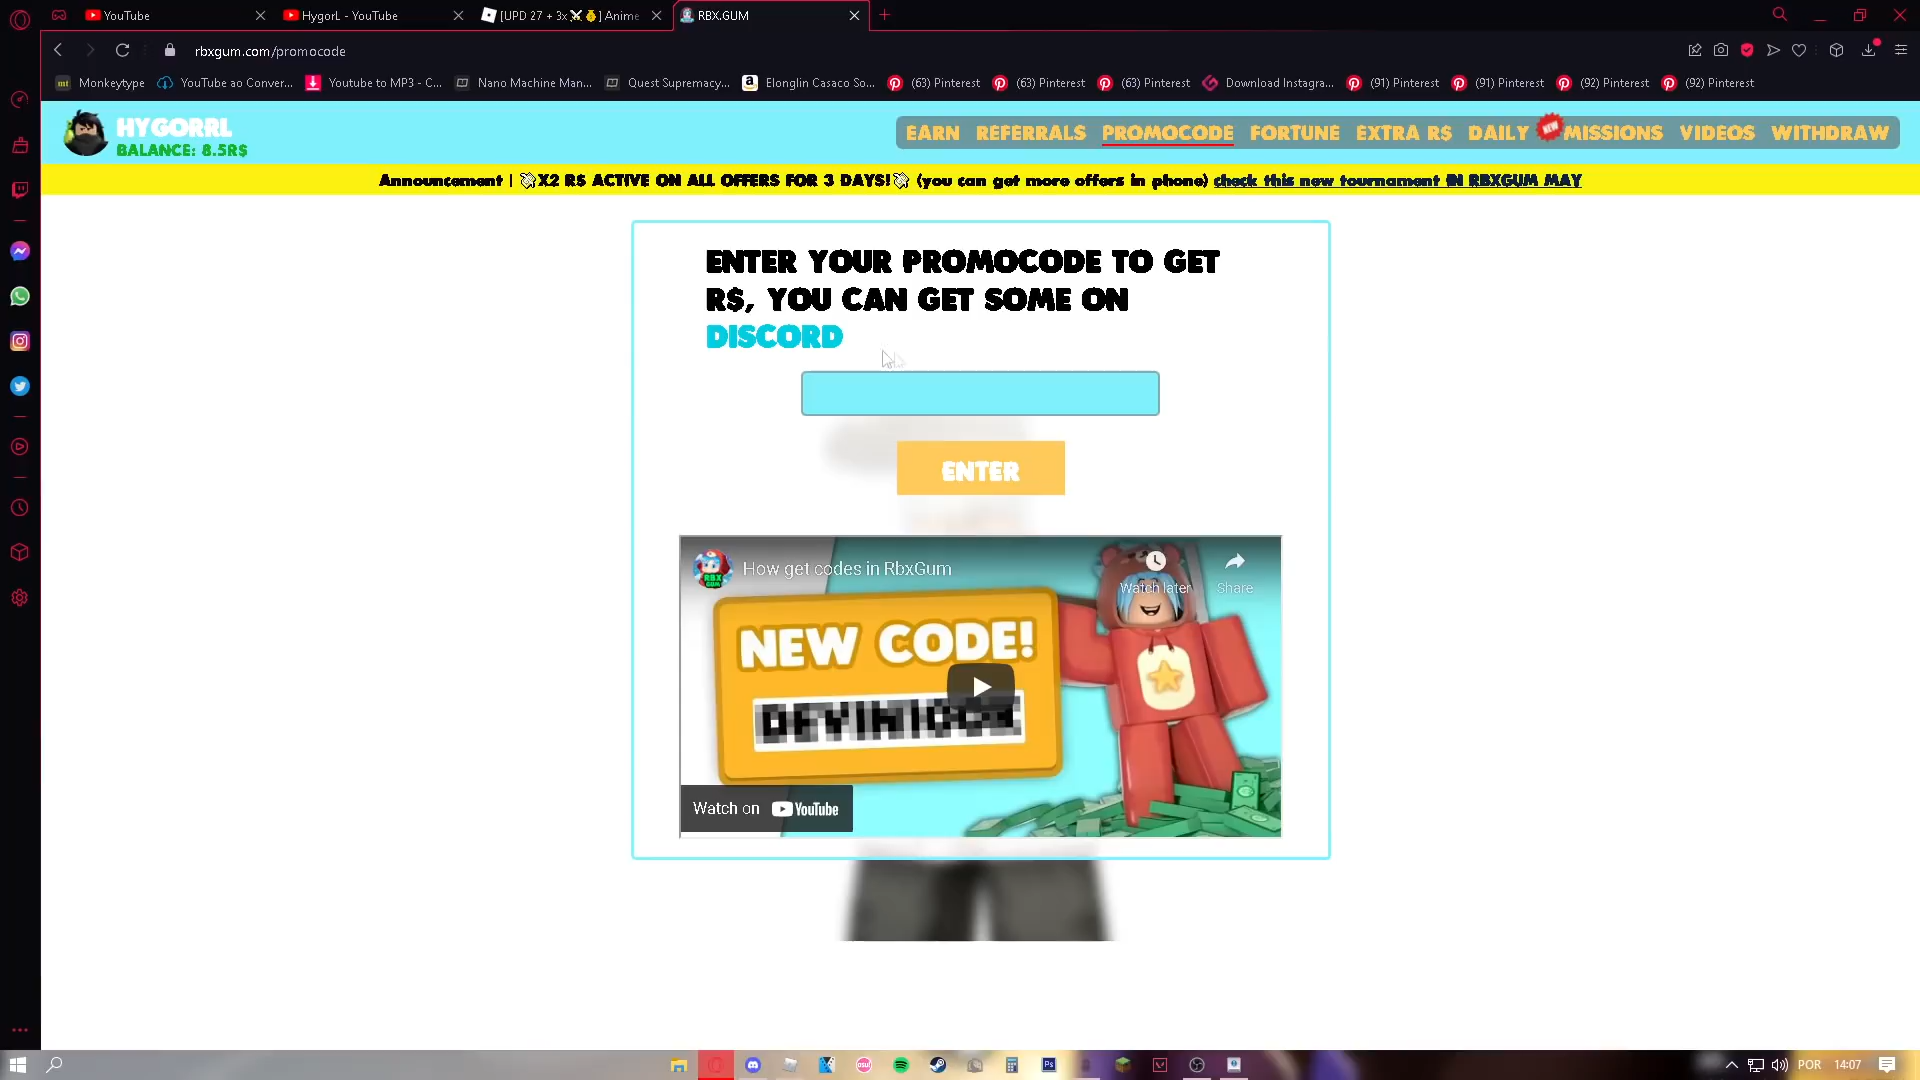 YouTube
HygorL - YouTube
[UPD 27 + 3x⚔️💰] Anime
RBX.GUM
rbxgum.com/promocode
Monkeytype
YouTube ao Conver...
Youtube to MP3 - C...
Nano Machine Man...
Quest Supremacy...
Elonglin Casaco So...
(63) Pinterest
(63) Pinterest
(63) Pinterest
Download Instagra...
(91) Pinterest
(91) Pinterest
(92) Pinterest
(92) Pinterest
HYGORRL
BALANCE: 8.5R$
EARN REFERRALS PROMOCODE FORTUNE EXTRA R$ DAILY NEW MISSIONS VIDEOS WITHDRAW
Announcement | 💸X2 R$ ACTIVE ON ALL OFFERS FOR 3 DAYS!💸 (you can get more offers in phone) check this new tournament IN RBXGUM MAY
ENTER YOUR PROMOCODE TO GET
R$, YOU CAN GET SOME ON
DISCORD
ENTER
RBX
GUM
How get codes in RbxGum
Watch later
Share
NEW CODE!
Watch on YouTube
POR
14:07